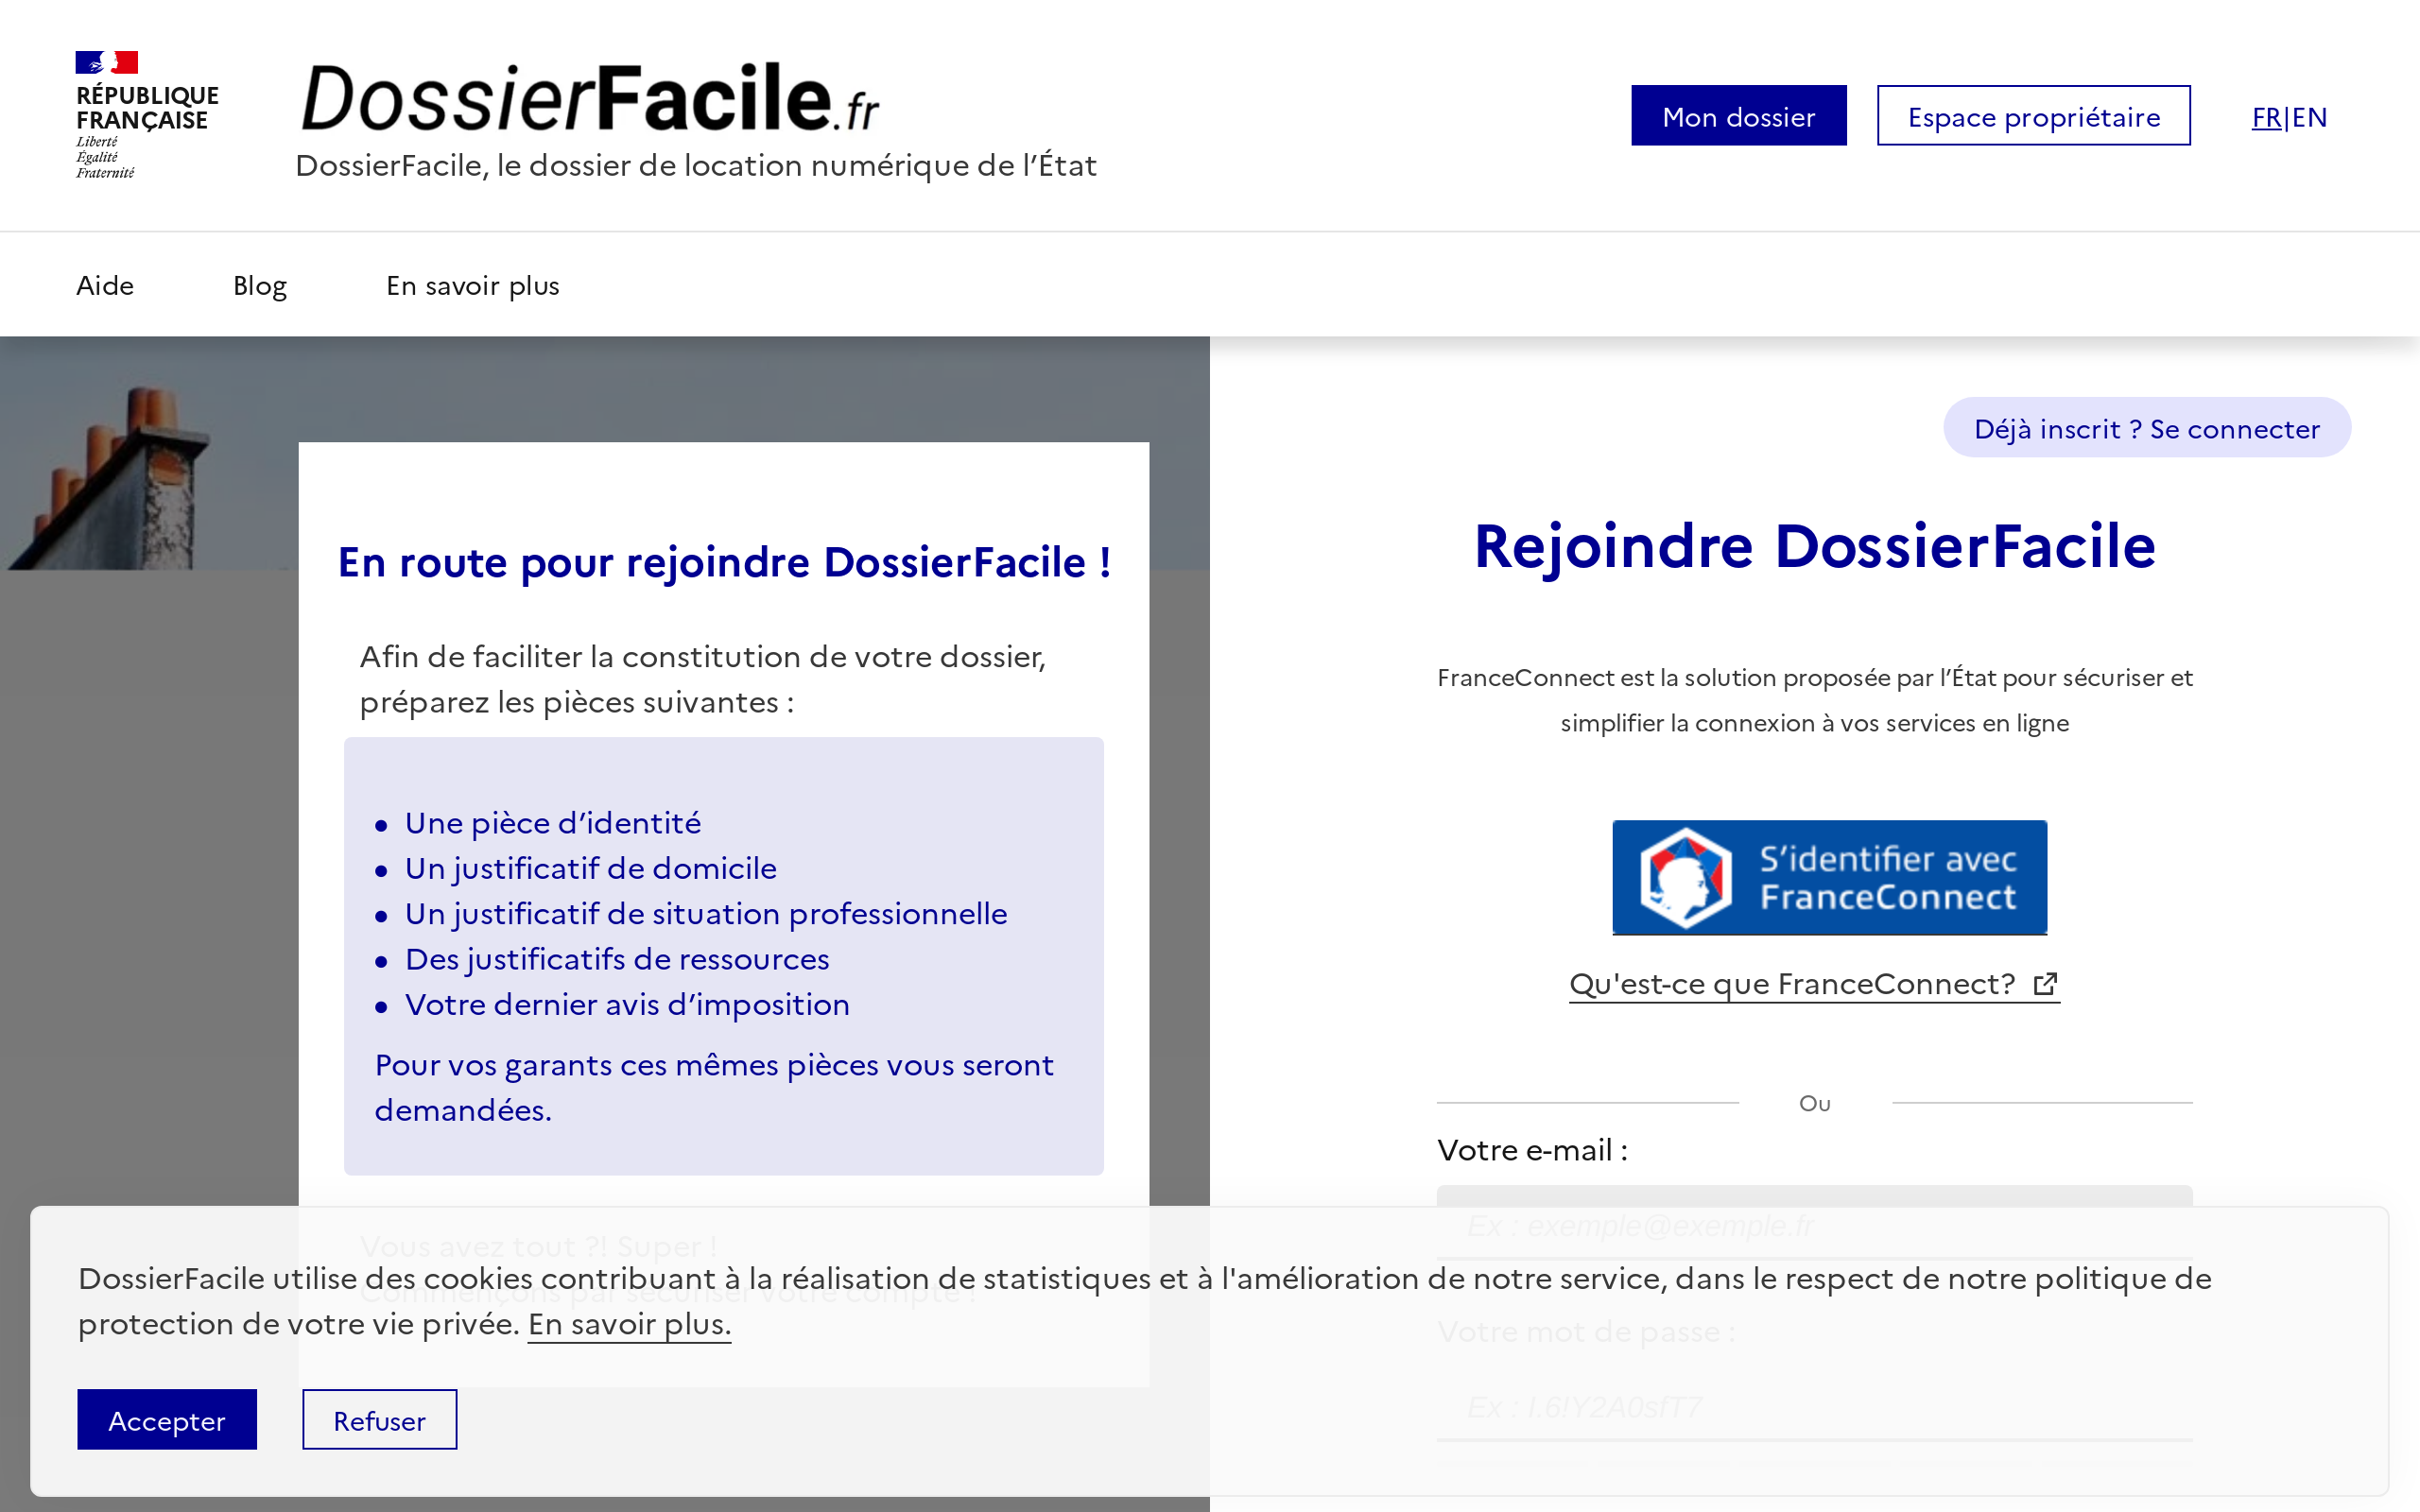 RÉPUBLIQUE
FRANÇAISE
Liberté
Égalité
Fraternité
DossierFacile.fr
DossierFacile, le dossier de location numérique de l’État
Mon dossier
Espace propriétaire
FR|EN
Aide
Blog
En savoir plus
En route pour rejoindre DossierFacile !
Afin de faciliter la constitution de votre dossier,
préparez les pièces suivantes :
Une pièce d’identité
Un justificatif de domicile
Un justificatif de situation professionnelle
Des justificatifs de ressources
Votre dernier avis d’imposition
Pour vos garants ces mêmes pièces vous seront
demandées.
Vous avez tout ?! Super !
Commençons par sécuriser votre compte !
Déjà inscrit ? Se connecter
Rejoindre DossierFacile
FranceConnect est la solution proposée par l’État pour sécuriser et
simplifier la connexion à vos services en ligne
S’identifier avec
FranceConnect
Qu'est-ce que FranceConnect?
Ou
Votre e-mail :
Ex : exemple@exemple.fr
Votre mot de passe :
Ex : I.6!Y2A0sfT7
DossierFacile utilise des cookies contribuant à la réalisation de statistiques et à l'amélioration de notre service, dans le respect de notre politique de
protection de votre vie privée. En savoir plus.
Accepter
Refuser